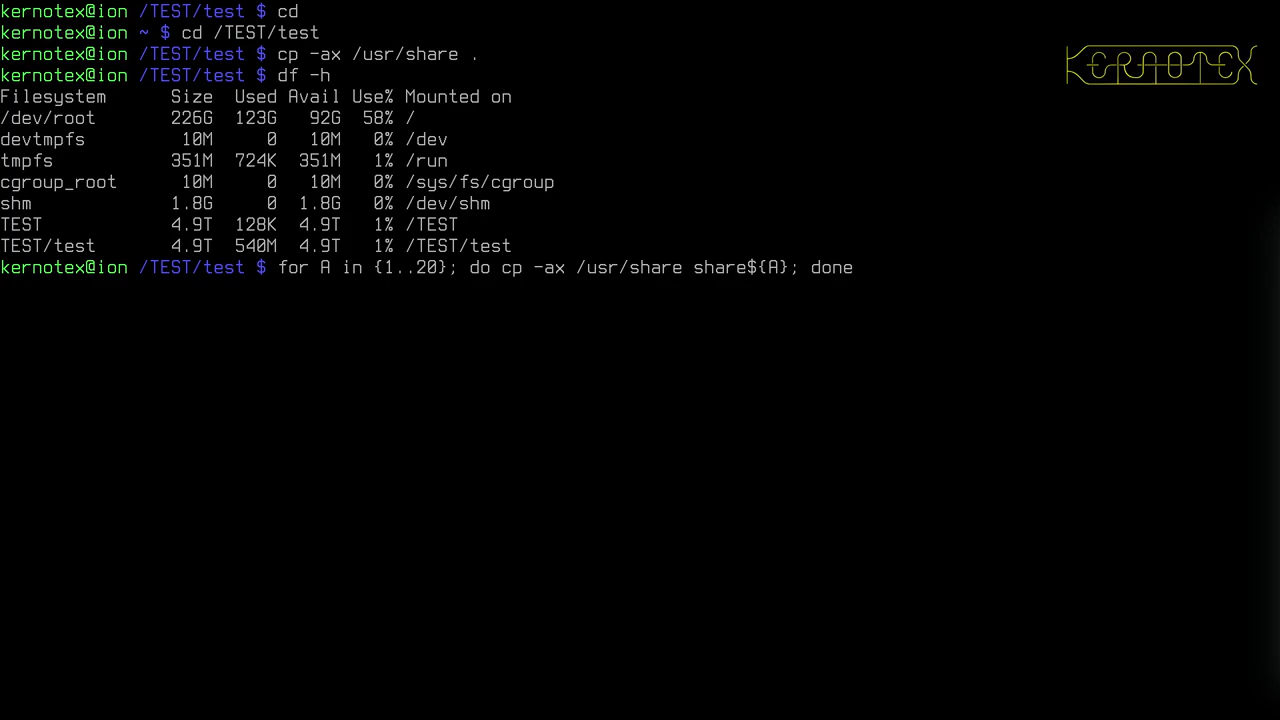 kernotex@ion /TEST/test $ cd
kernotex@ion ~ $ cd /TEST/test
kernotex@ion /TEST/test $ cp -ax /usr/share .
kernotex@ion /TEST/test $ df -h
Filesystem      Size  Used Avail Use% Mounted on
/dev/root       226G  123G   92G  58% /
devtmpfs         10M     0   10M   0% /dev
tmpfs           351M  724K  351M   1% /run
cgroup_root      10M     0   10M   0% /sys/fs/cgroup
shm             1.8G     0  1.8G   0% /dev/shm
TEST            4.9T  128K  4.9T   1% /TEST
TEST/test       4.9T  540M  4.9T   1% /TEST/test
kernotex@ion /TEST/test $ for A in {1..20}; do cp -ax /usr/share share${A}; done
KERNOTEX